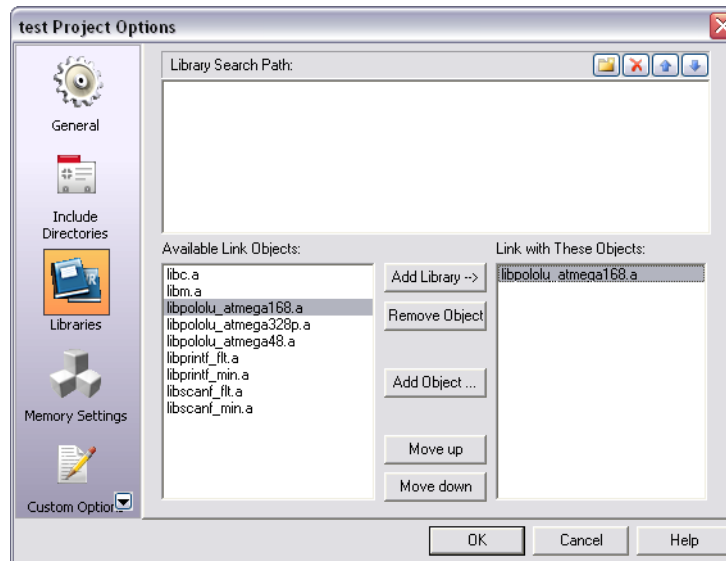 test Project Options
General
Include
Directories
Libraries
Memory Settings
Custom Option
Library Search Path:
Available Link Objects:
libc.a
libm.a
libpololu_atmega168.a
libpololu_atmega328p.a
libpololu_atmega48.a
libprintf_flt.a
libprintf_min.a
libscanf_flt.a
libscanf_min.a
Add Library -->
Remove Object
Add Object ...
Move up
Move down
Link with These Objects:
libpololu_atmega168.a
OK
Cancel
Help